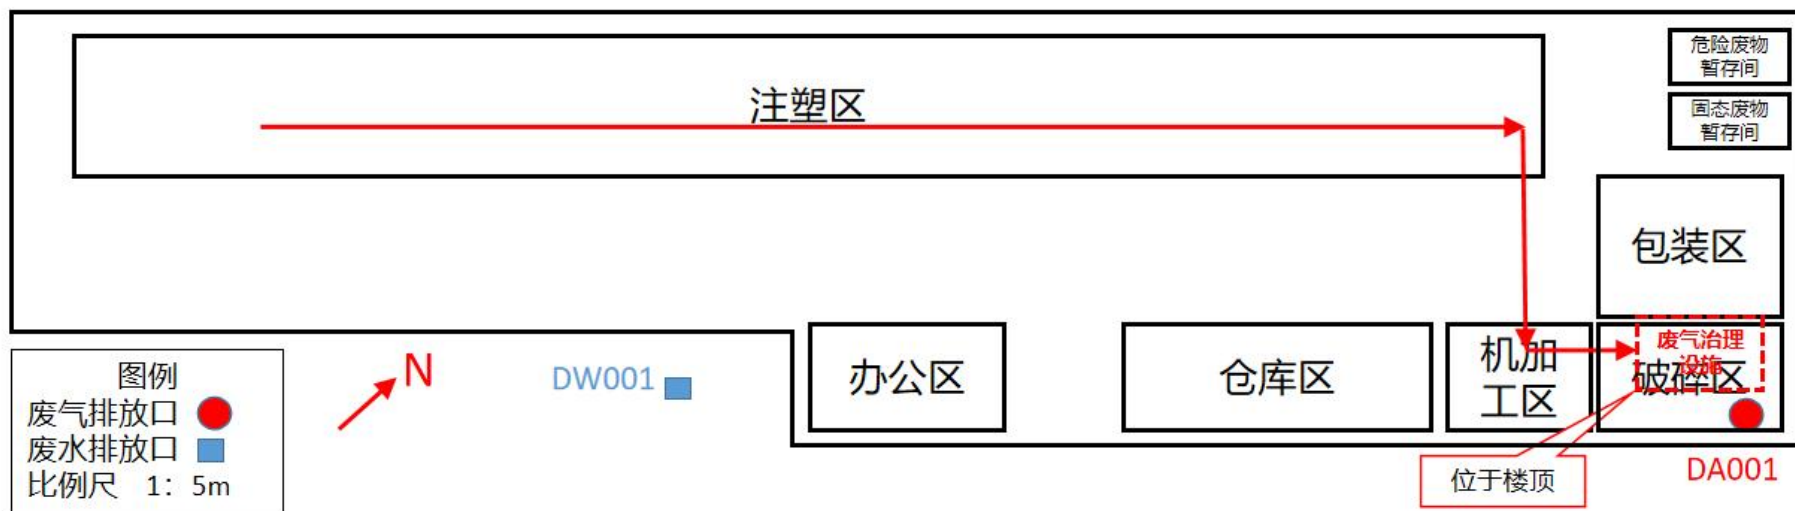 注塑区
危险废物
暂存间
固态废物
暂存间
包装区
废气治理
设施
破碎区
机加
工区
仓库区
办公区
DW001
N
图例
废气排放口
废水排放口
比例尺 1：5m
位于楼顶
DA001